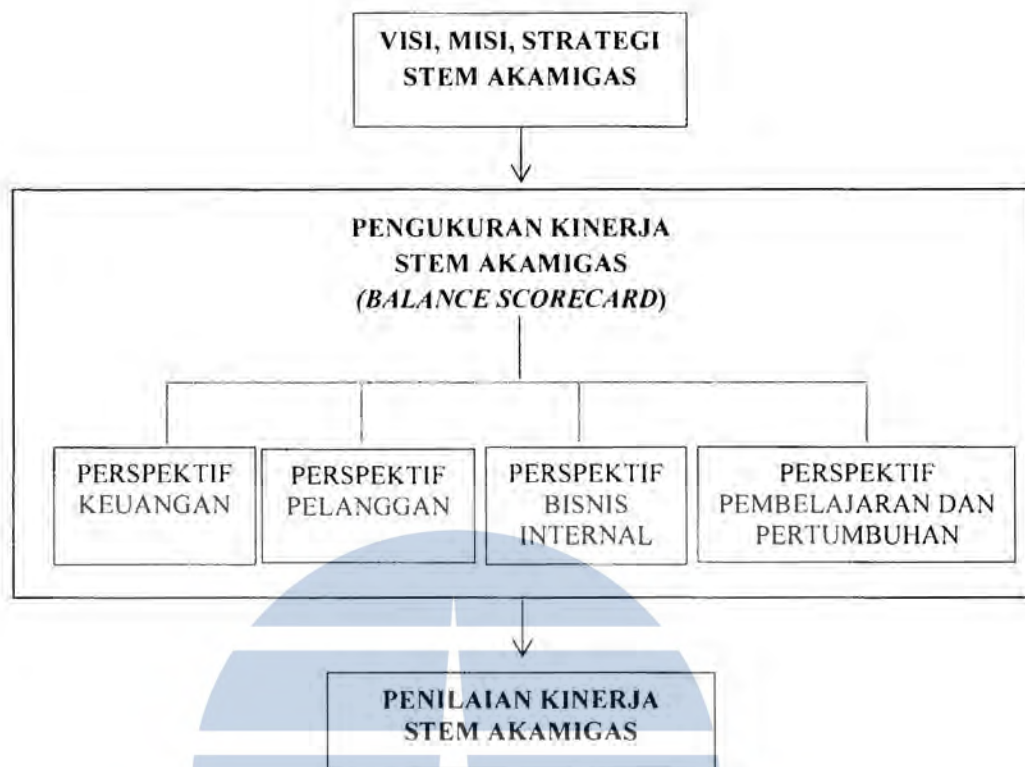 VISI, MISI, STRATEGI
STEM AKAMIGAS
PENGUKURAN KINERJA
STEM AKAMIGAS
(BALANCE SCORECARD)
PERSPEKTIF
KEUANGAN
PERSPEKTIF
PELANGGAN
PERSPEKTIF
BISNIS
INTERNAL
PERSPEKTIF
PEMBELAJARAN DAN
PERTUMBUHAN
PENILAIAN KINERJA
STEM AKAMIGAS